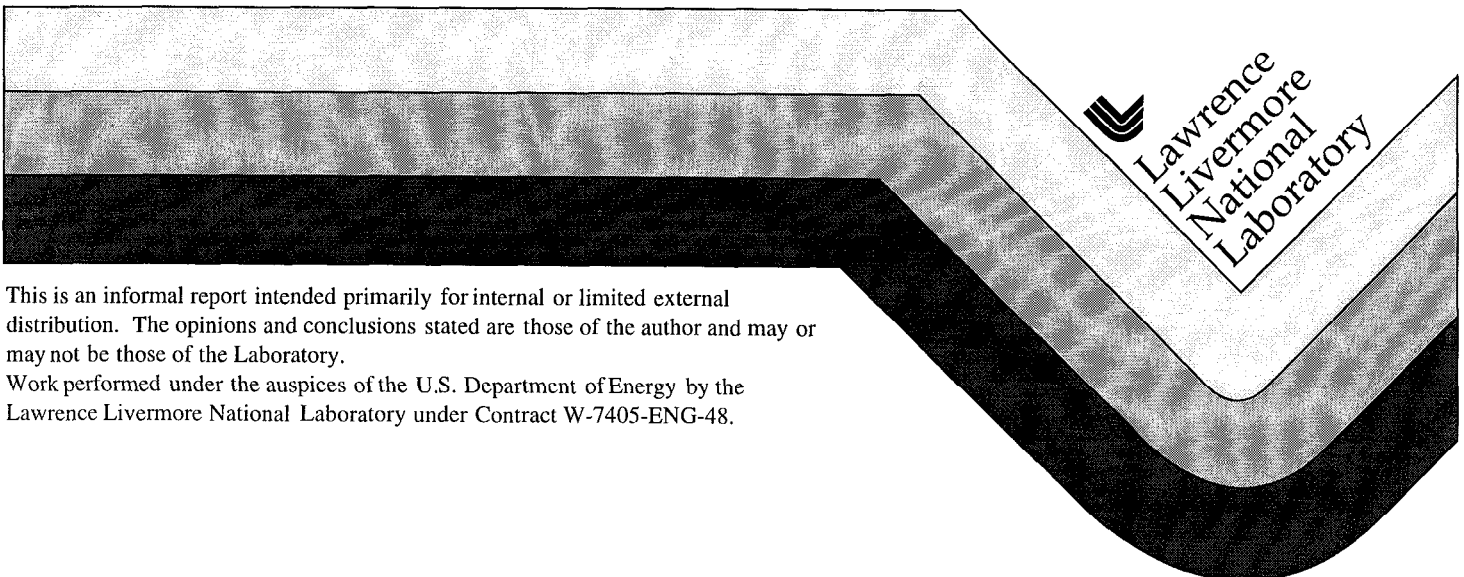 Lawrence
Livermore
National
Laboratory
This is an informal report intended primarily for internal or limited external
distribution. The opinions and conclusions stated are those of the author and may or
may not be those of the Laboratory.
Work performed under the auspices of the U.S. Department of Energy by the
Lawrence Livermore National Laboratory under Contract W-7405-ENG-48.